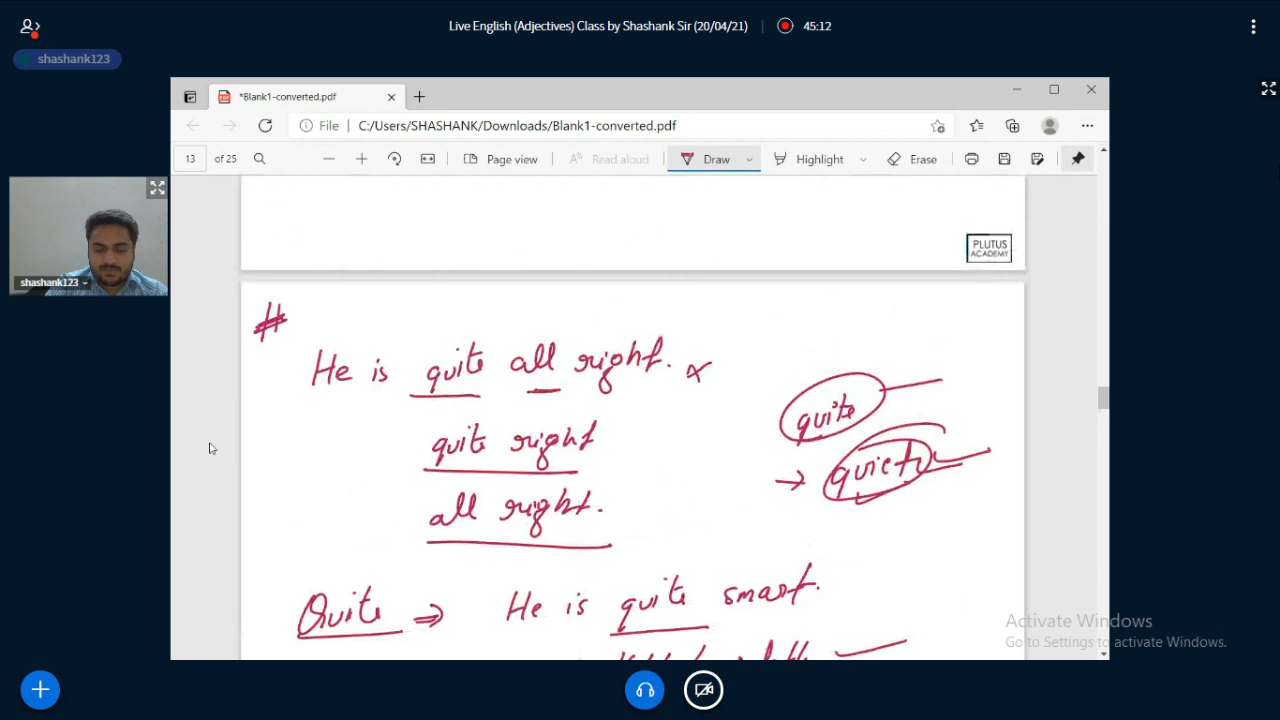 Live English (Adjectives) Class by Shashank Sir (20/04/21)
45:12
shashank123
*Blank1-converted.pdf
File
C:/Users/SHASHANK/Downloads/Blank1-converted.pdf
13 of 25
Page view
Read aloud
Draw
Highlight
Erase
shashank123
PLUTUS
ACADEMY
#
He is quite all right. ×
quite
quite right
→ quiet
all right.
Quite ⇒ He is quite smart.
Activate Windows
Go to Settings to activate Windows.